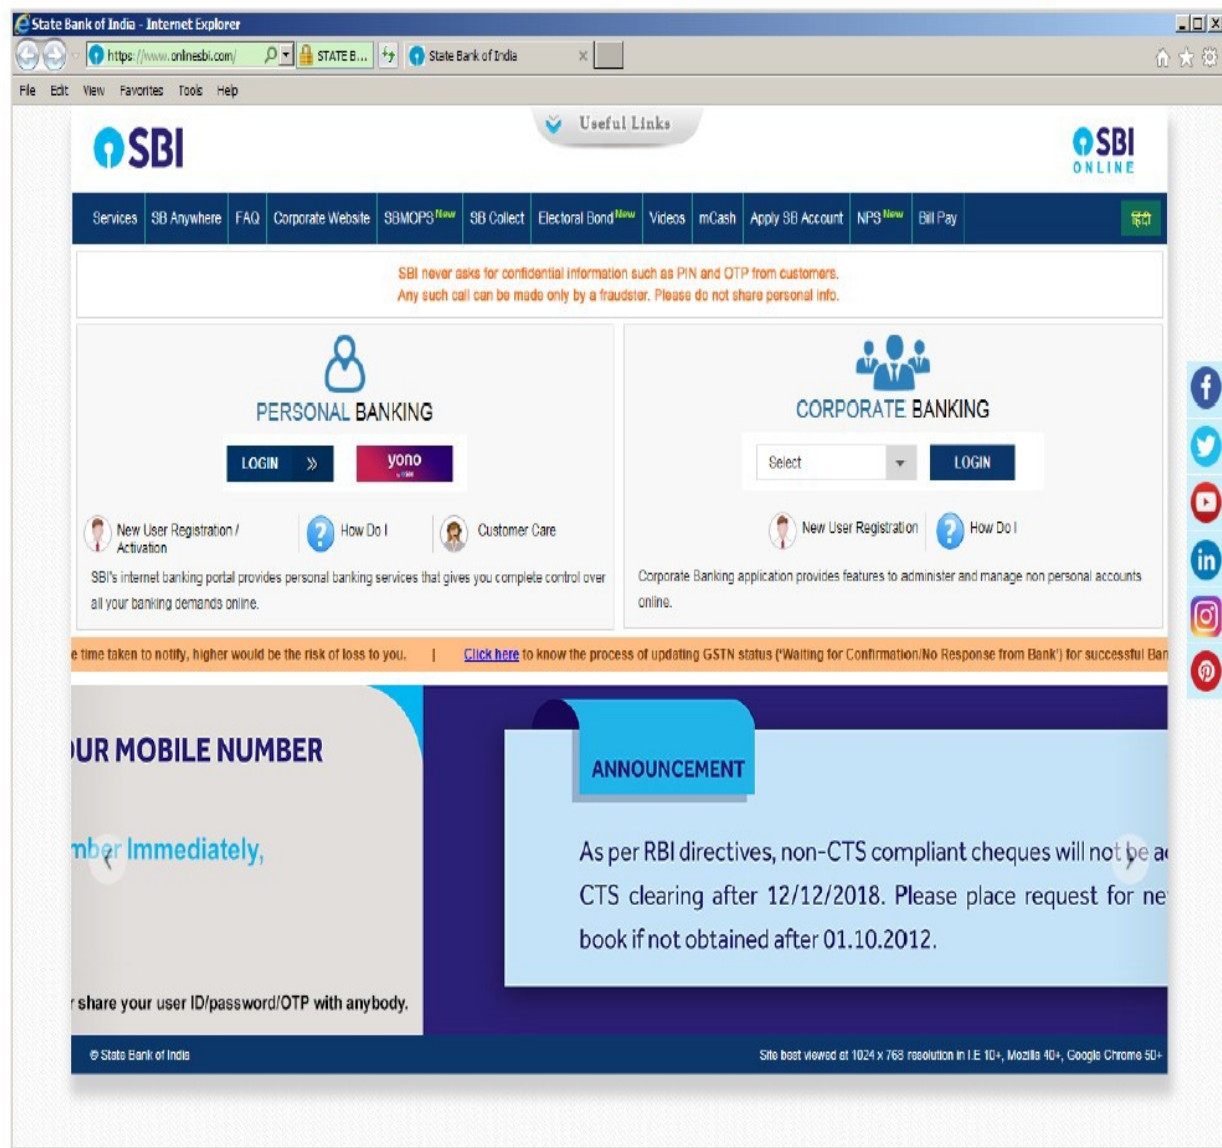 State Bank of India - Internet Explorer
https://www.onlinesbi.com/ STATE B... State Bank of India
File Edit View Favorites Tools Help
Useful Links
SBI
SBI
ONLINE
Services SB Anywhere FAQ Corporate Website SBMOPS New SB Collect Electoral Bond New Videos mCash Apply SB Account NPS New Bill Pay हिंदी
SBI never asks for confidential information such as PIN and OTP from customers.
Any such call can be made only by a fraudster. Please do not share personal info.
PERSONAL BANKING
LOGIN »
yono
New User Registration /
Activation
How Do I
Customer Care
SBI's internet banking portal provides personal banking services that gives you complete control over
all your banking demands online.
CORPORATE BANKING
Select LOGIN
New User Registration
How Do I
Corporate Banking application provides features to administer and manage non personal accounts
online.
e time taken to notify, higher would be the risk of loss to you. | Click here to know the process of updating GSTN status ('Waiting for Confirmation/No Response from Bank') for successful Ban
OUR MOBILE NUMBER
mber Immediately,
r share your user ID/password/OTP with anybody.
ANNOUNCEMENT
As per RBI directives, non-CTS compliant cheques will not be ac
CTS clearing after 12/12/2018. Please place request for ne
book if not obtained after 01.10.2012.
© State Bank of India
Site best viewed at 1024 x 768 resolution in I.E 10+, Mozilla 40+, Google Chrome 50+